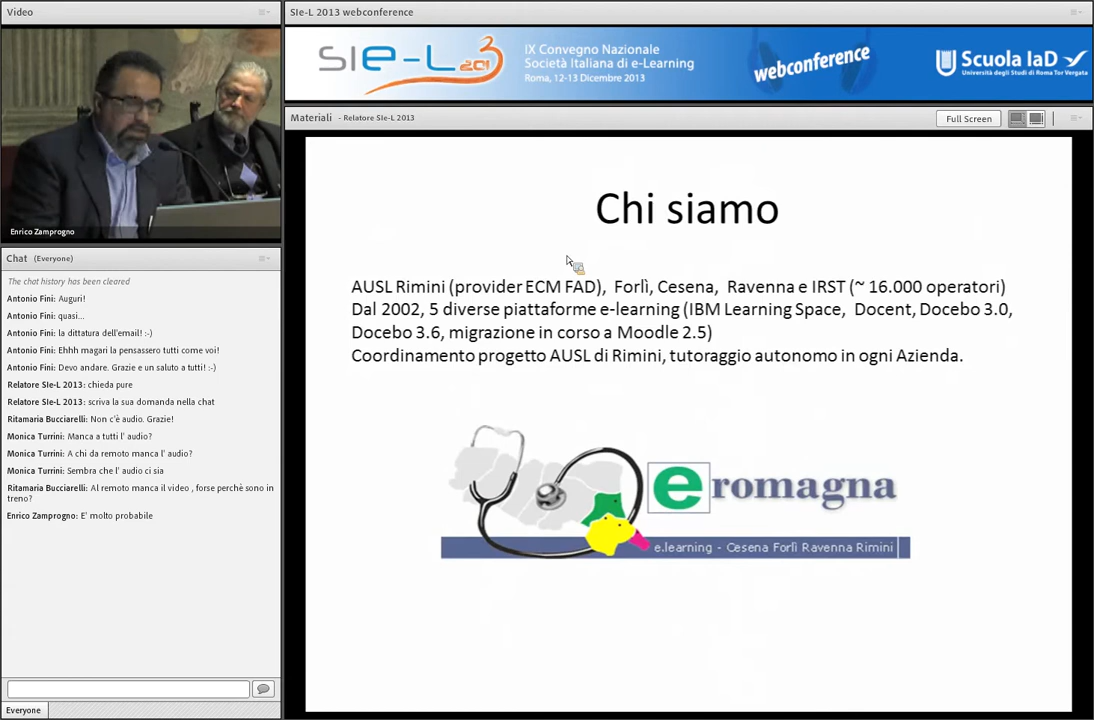 Video
Enrico Zamprogno
Chat (Everyone)
The chat history has been cleared
Antonio Fini: Auguri!
Antonio Fini: quasi...
Antonio Fini: la dittatura dell'email! :-)
Antonio Fini: Ehhh magari la pensassero tutti come voi!
Antonio Fini: Devo andare. Grazie e un saluto a tutti! :-)
Relatore SIe-L 2013: chieda pure
Relatore SIe-L 2013: scriva la sua domanda nella chat
Ritamaria Bucciarelli: Non c'è audio. Grazie!
Monica Turrini: Manca a tutti l' audio?
Monica Turrini: A chi da remoto manca l' audio?
Monica Turrini: Sembra che l' audio ci sia
Ritamaria Bucciarelli: Al remoto manca il video , forse perchè sono in
treno?
Enrico Zamprogno: E' molto probabile
Everyone
SIe-L 2013 webconference
SIe-L 2013
IX Convegno Nazionale
Società Italiana di e-Learning
Roma, 12-13 Dicembre 2013
webconference
Scuola IaD
Università degli Studi di Roma Tor Vergata
Materiali - Relatore SIe-L 2013
Full Screen
Chi siamo
AUSL Rimini (provider ECM FAD), Forlì, Cesena, Ravenna e IRST (~ 16.000 operatori)
Dal 2002, 5 diverse piattaforme e-learning (IBM Learning Space, Docent, Docebo 3.0,
Docebo 3.6, migrazione in corso a Moodle 2.5)
Coordinamento progetto AUSL di Rimini, tutoraggio autonomo in ogni Azienda.
e romagna
e.learning - Cesena Forlì Ravenna Rimini